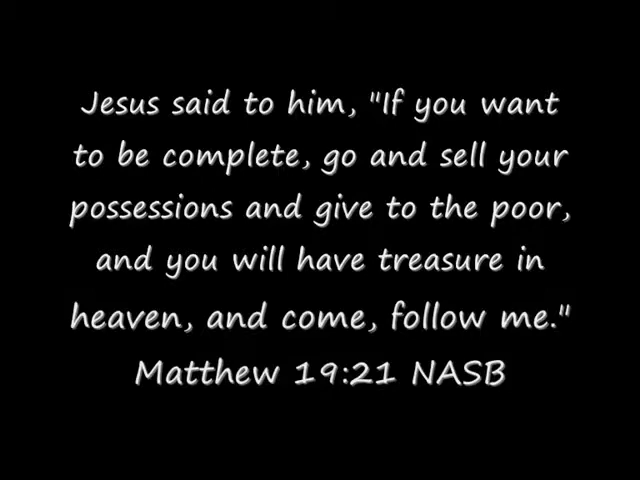 Jesus said to him, "If you want
to be complete, go and sell your
possessions and give to the poor,
and you will have treasure in
heaven, and come, follow me."
Matthew 19:21 NASB